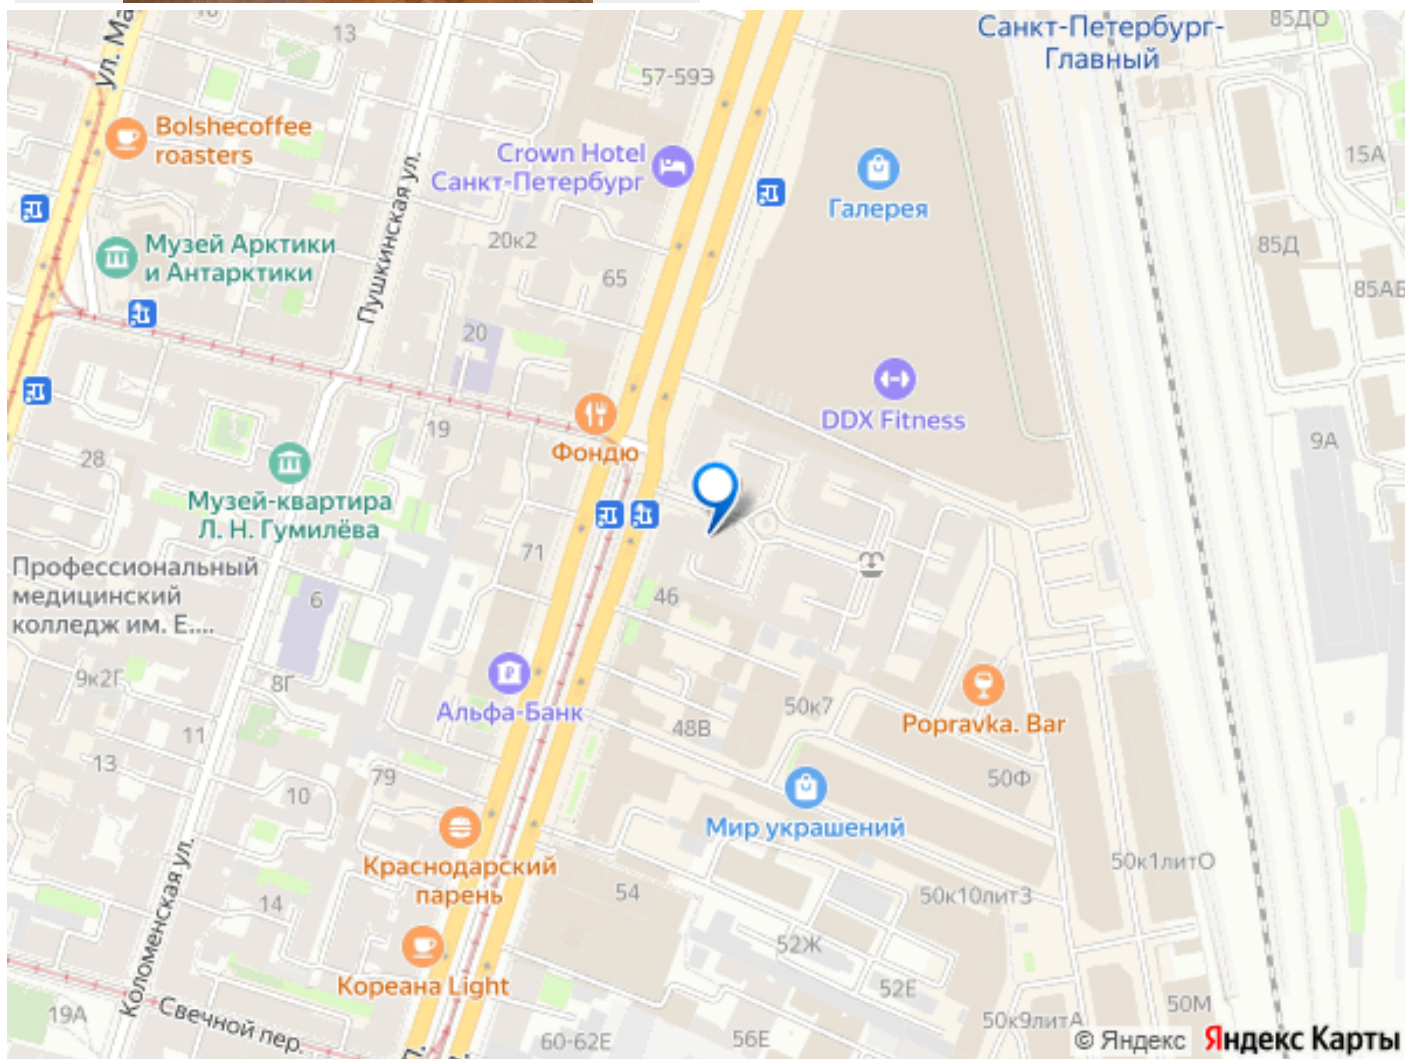 ул. Ма
13
57-59Э
Санкт-Петербург-
Главный
85ДО
Bolshecoffee
roasters
Crown Hotel
Санкт-Петербург
15А
Галерея
Пушкинская ул.
Музей Арктики
и Антарктики
20к2
65
85Д
85АБ
20
DDX Fitness
19
Фондю
9А
28
Музей-квартира
Л. Н. Гумилёва
71
Профессиональный
медицинский
колледж им. Е....
6
46
9к2Г
8Г
Альфа-Банк
48В
50к7
Popravka. Bar
11
13
79
10
50Ф
Мир украшений
Краснодарский
парень
54
50к1литО
50к10лит3
14
Коломенская ул.
52Ж
Кореана Light
52Е
50М
19А
Свечной пер.
60-62Е
56Е
50к9литА
© Яндекс Яндекс Карты